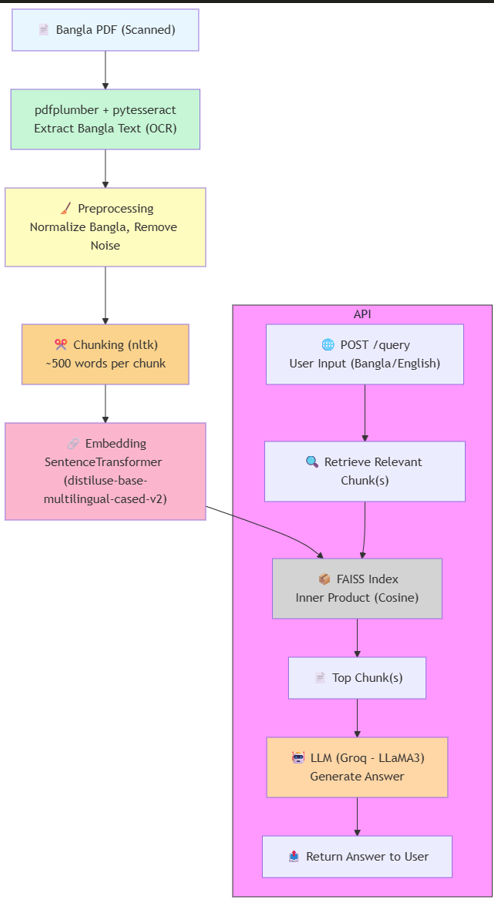 📄 Bangla PDF (Scanned)
pdfplumber + pytesseract
Extract Bangla Text (OCR)
🧹 Preprocessing
Normalize Bangla, Remove
Noise
✂️ Chunking (nltk)
~500 words per chunk
🔗 Embedding
SentenceTransformer
(distiluse-base-
multilingual-cased-v2)
API
🌐 POST /query
User Input (Bangla/English)
🔍 Retrieve Relevant
Chunk(s)
📦 FAISS Index
Inner Product (Cosine)
📄 Top Chunk(s)
🤖 LLM (Groq - LLaMA3)
Generate Answer
📤 Return Answer to User